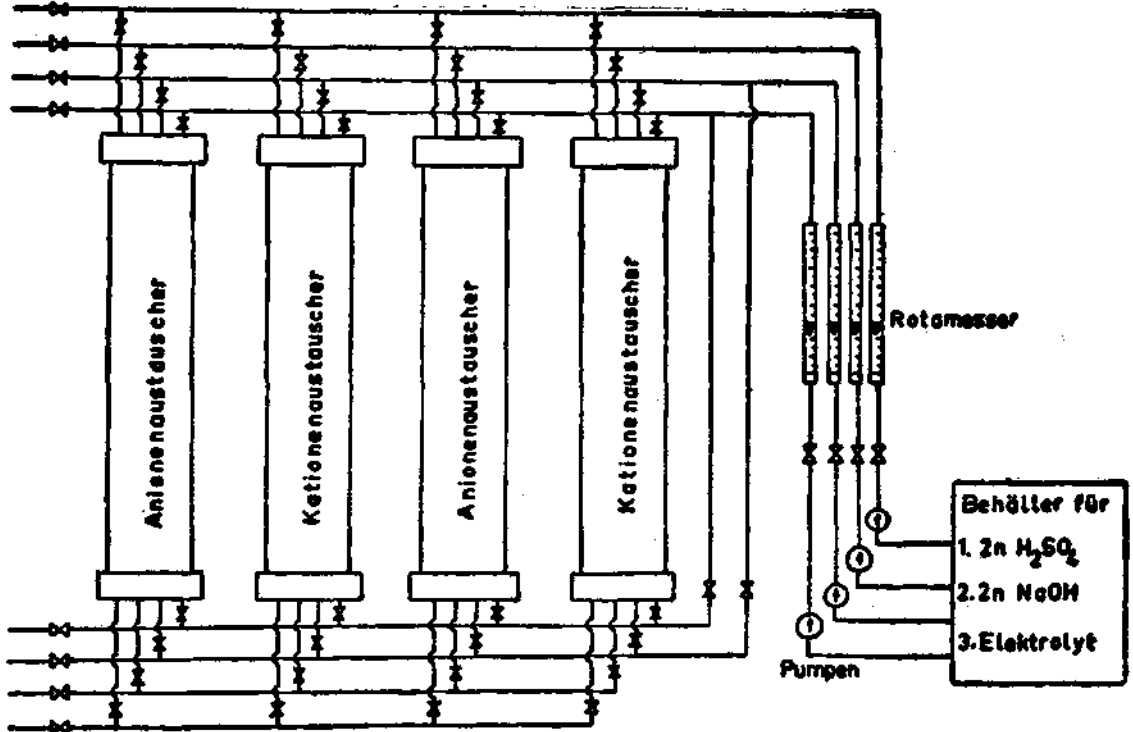 Anionenaustauscher
Kationenaustauscher
Anionenaustauscher
Kationenaustauscher
Rotamesser
Behälter für
1. 2n H₂SO₄
2. 2n NaOH
3. Elektrolyt
Pumpen